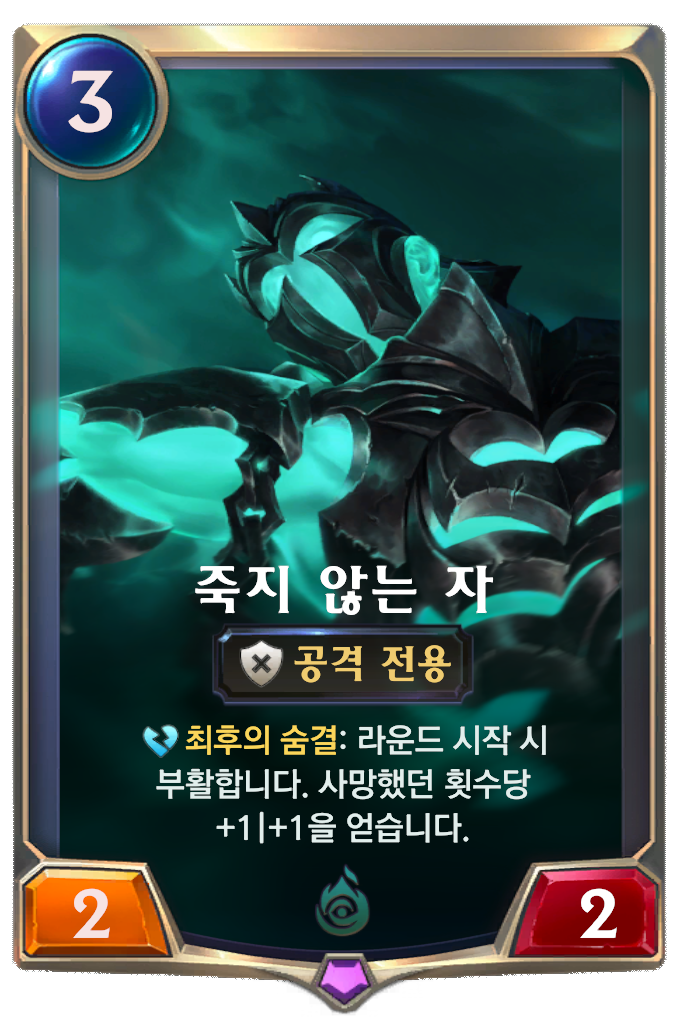 3
죽지 않는 자
공격 전용
최후의 숨결: 라운드 시작 시
부활합니다. 사망했던 횟수당
+1|+1을 얻습니다.
2
2